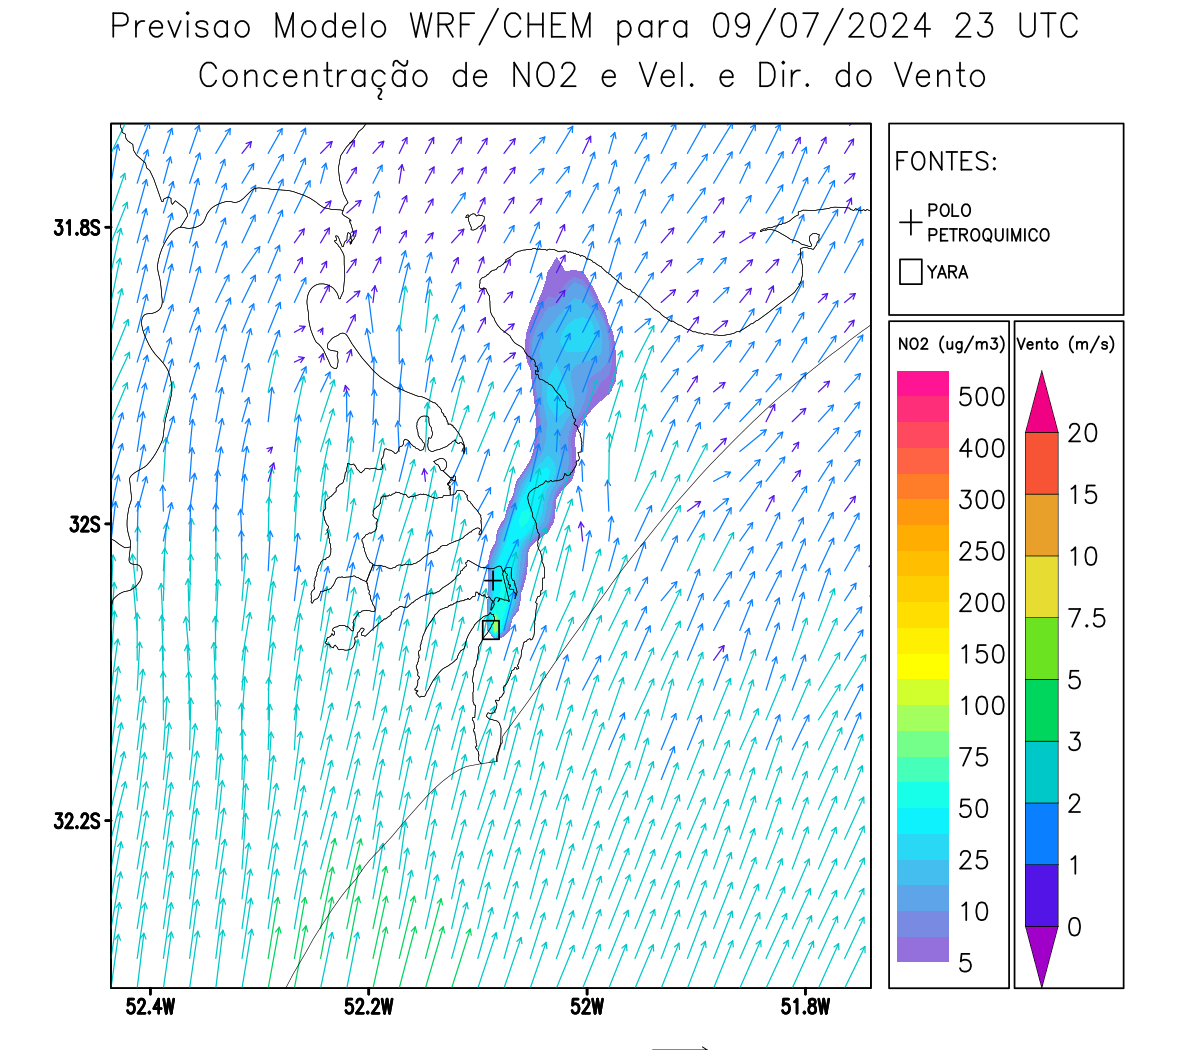 Previsao Modelo WRF/CHEM para 09/07/2024 23 UTC
Concentração de NO2 e Vel. e Dir. do Vento
FONTES:
POLO
PETROQUIMICO
YARA
NO2 (ug/m3)
500
400
300
250
200
150
100
75
50
25
10
5
Vento (m/s)
20
15
10
7.5
5
3
2
1
0
31.8S
32S
32.2S
52.4W
52.2W
52W
51.8W